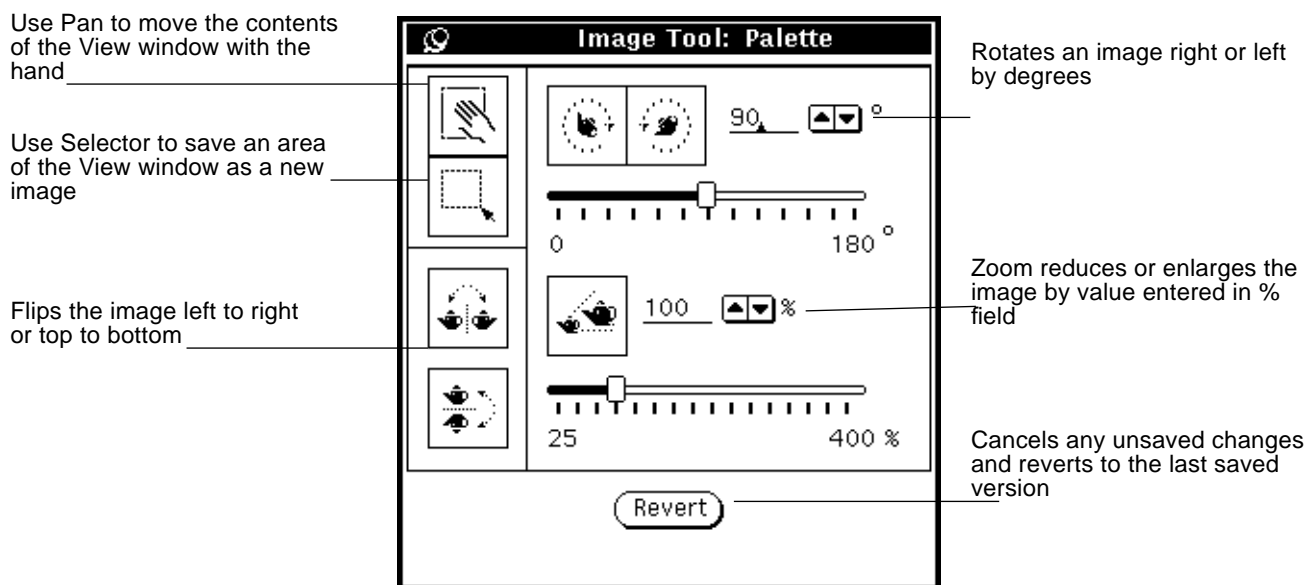 Use Pan to move the contents
of the View window with the
hand
Use Selector to save an area
of the View window as a new
image
Flips the image left to right
or top to bottom
Image Tool: Palette
90
°
0
180 °
100
%
25
400 %
Revert
Rotates an image right or left
by degrees
Zoom reduces or enlarges the
image by value entered in %
field
Cancels any unsaved changes
and reverts to the last saved
version